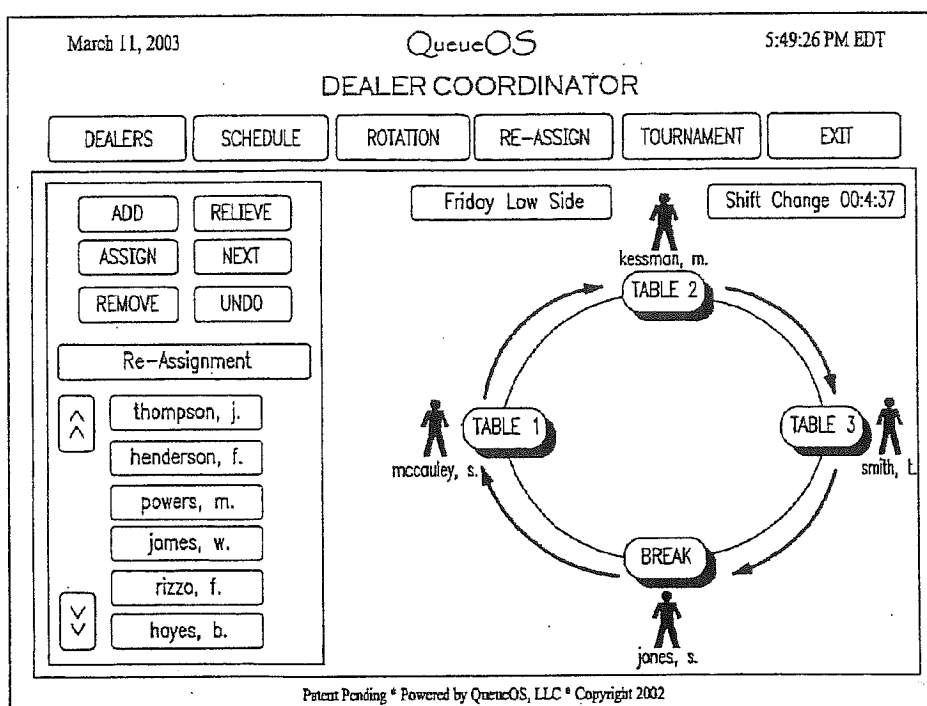 March 11, 2003
QueueOS
5:49:26 PM EDT
DEALER COORDINATOR
DEALERS
SCHEDULE
ROTATION
RE-ASSIGN
TOURNAMENT
EXIT
ADD
RELIEVE
ASSIGN
NEXT
REMOVE
UNDO
Re-Assignment
thompson, j.
henderson, f.
powers, m.
james, w.
rizzo, f.
hayes, b.
Friday Low Side
Shift Change 00:4:37
kessman, m.
TABLE 2
TABLE 1
mccauley, s.
TABLE 3
smith, t.
BREAK
jones, s.
Patent Pending * Powered by QueueOS, LLC * Copyright 2002